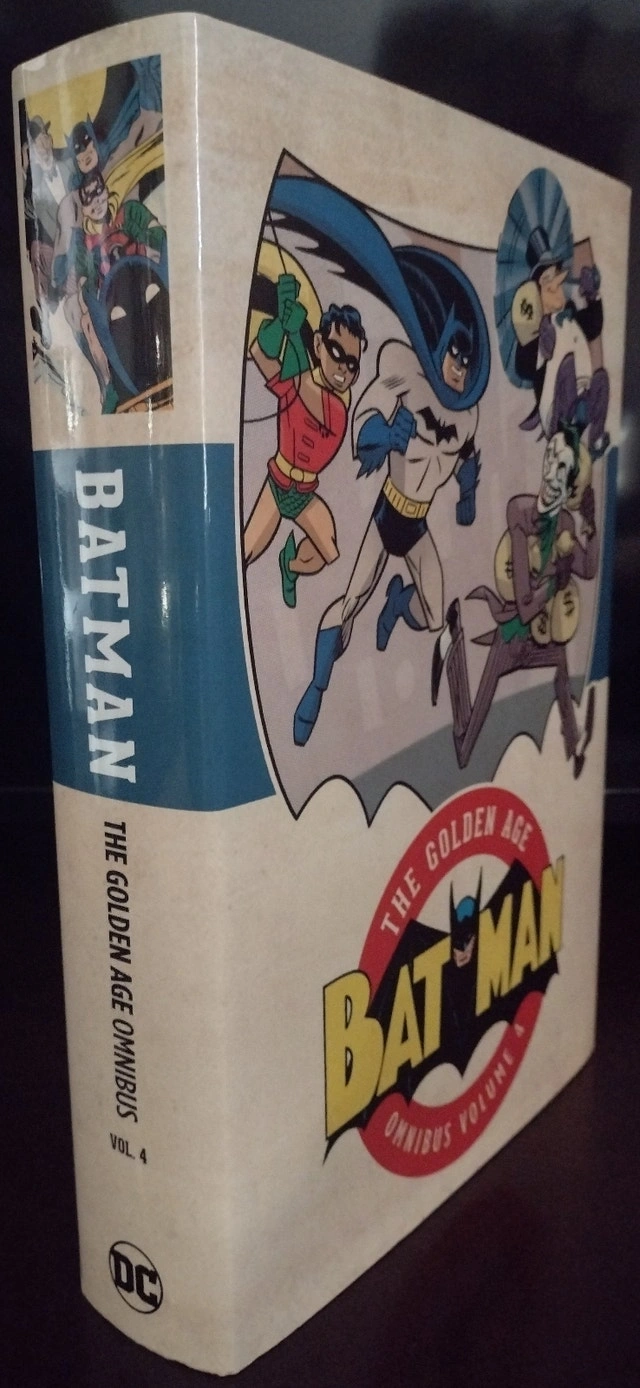 BATMAN
THE GOLDEN AGE OMNIBUS
VOL. 4
DC
$
$
$
$
THE GOLDEN AGE
BATMAN
OMNIBUS VOLUME 4